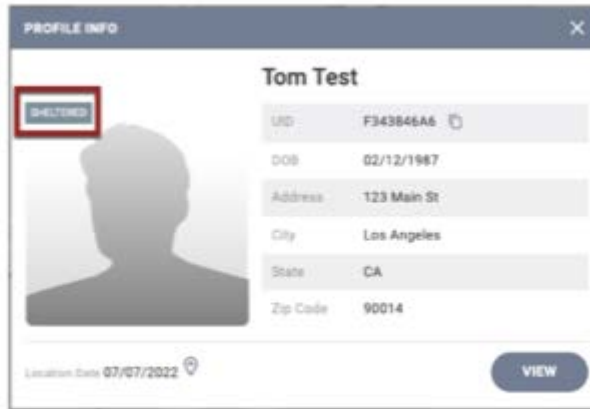 PROFILE INFO
Tom Test
SHELTERED
UID F343846A6
DOB 02/12/1987
Address 123 Main St
City Los Angeles
State CA
Zip Code 90014
Location Date 07/07/2022
VIEW